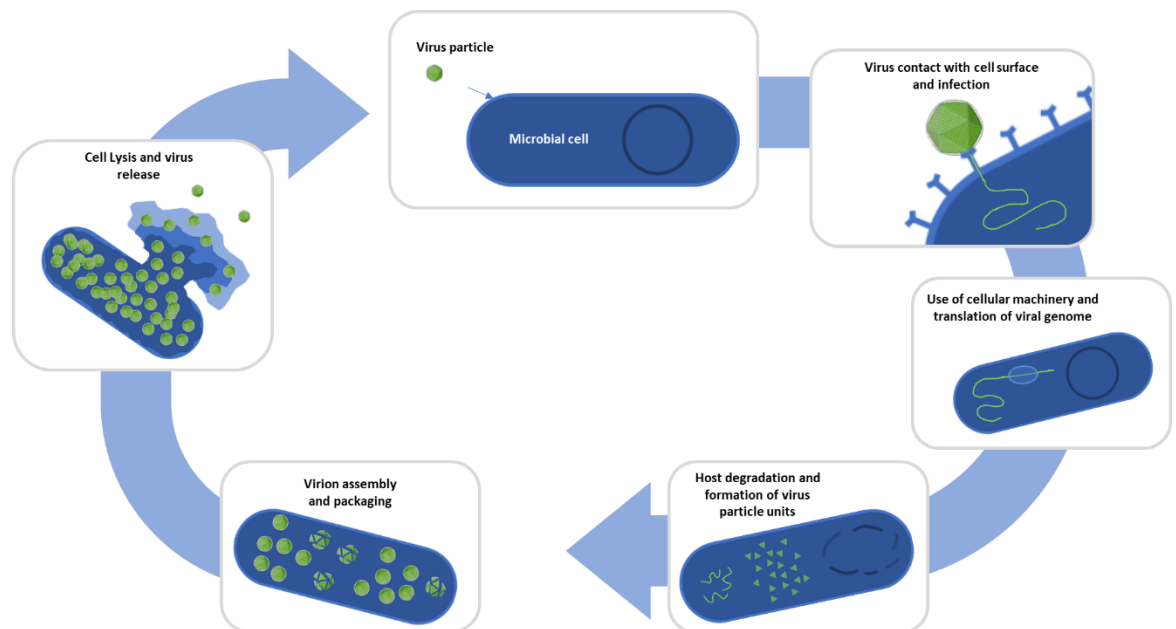 Virus particle
Microbial cell
Virus contact with cell surface
and infection
Use of cellular machinery and
translation of viral genome
Host degradation and
formation of virus
particle units
Virion assembly
and packaging
Cell Lysis and virus
release